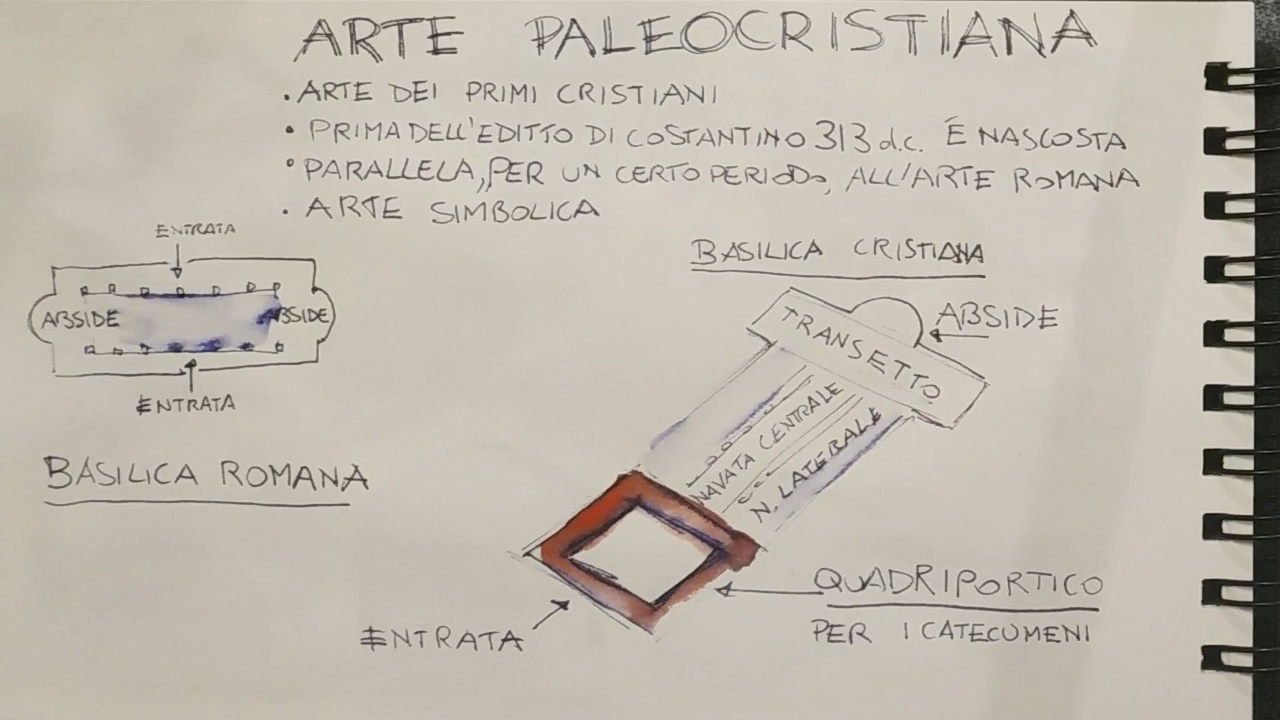 ARTE PALEOCRISTIANA
• ARTE DEI PRIMI CRISTIANI
• PRIMA DELL'EDITTO DI COSTANTINO 313 d.c. É NASCOSTA
• PARALLELA, PER UN CERTO PERIODO, ALL'ARTE ROMANA
• ARTE SIMBOLICA
ENTRATA
ABSIDE
ABSIDE
ENTRATA
BASILICA ROMANA
BASILICA CRISTIANA
ABSIDE
TRANSETTO
NAVATA CENTRALE
N. LATERALE
QUADRIPORTICO
PER I CATECUMENI
ENTRATA